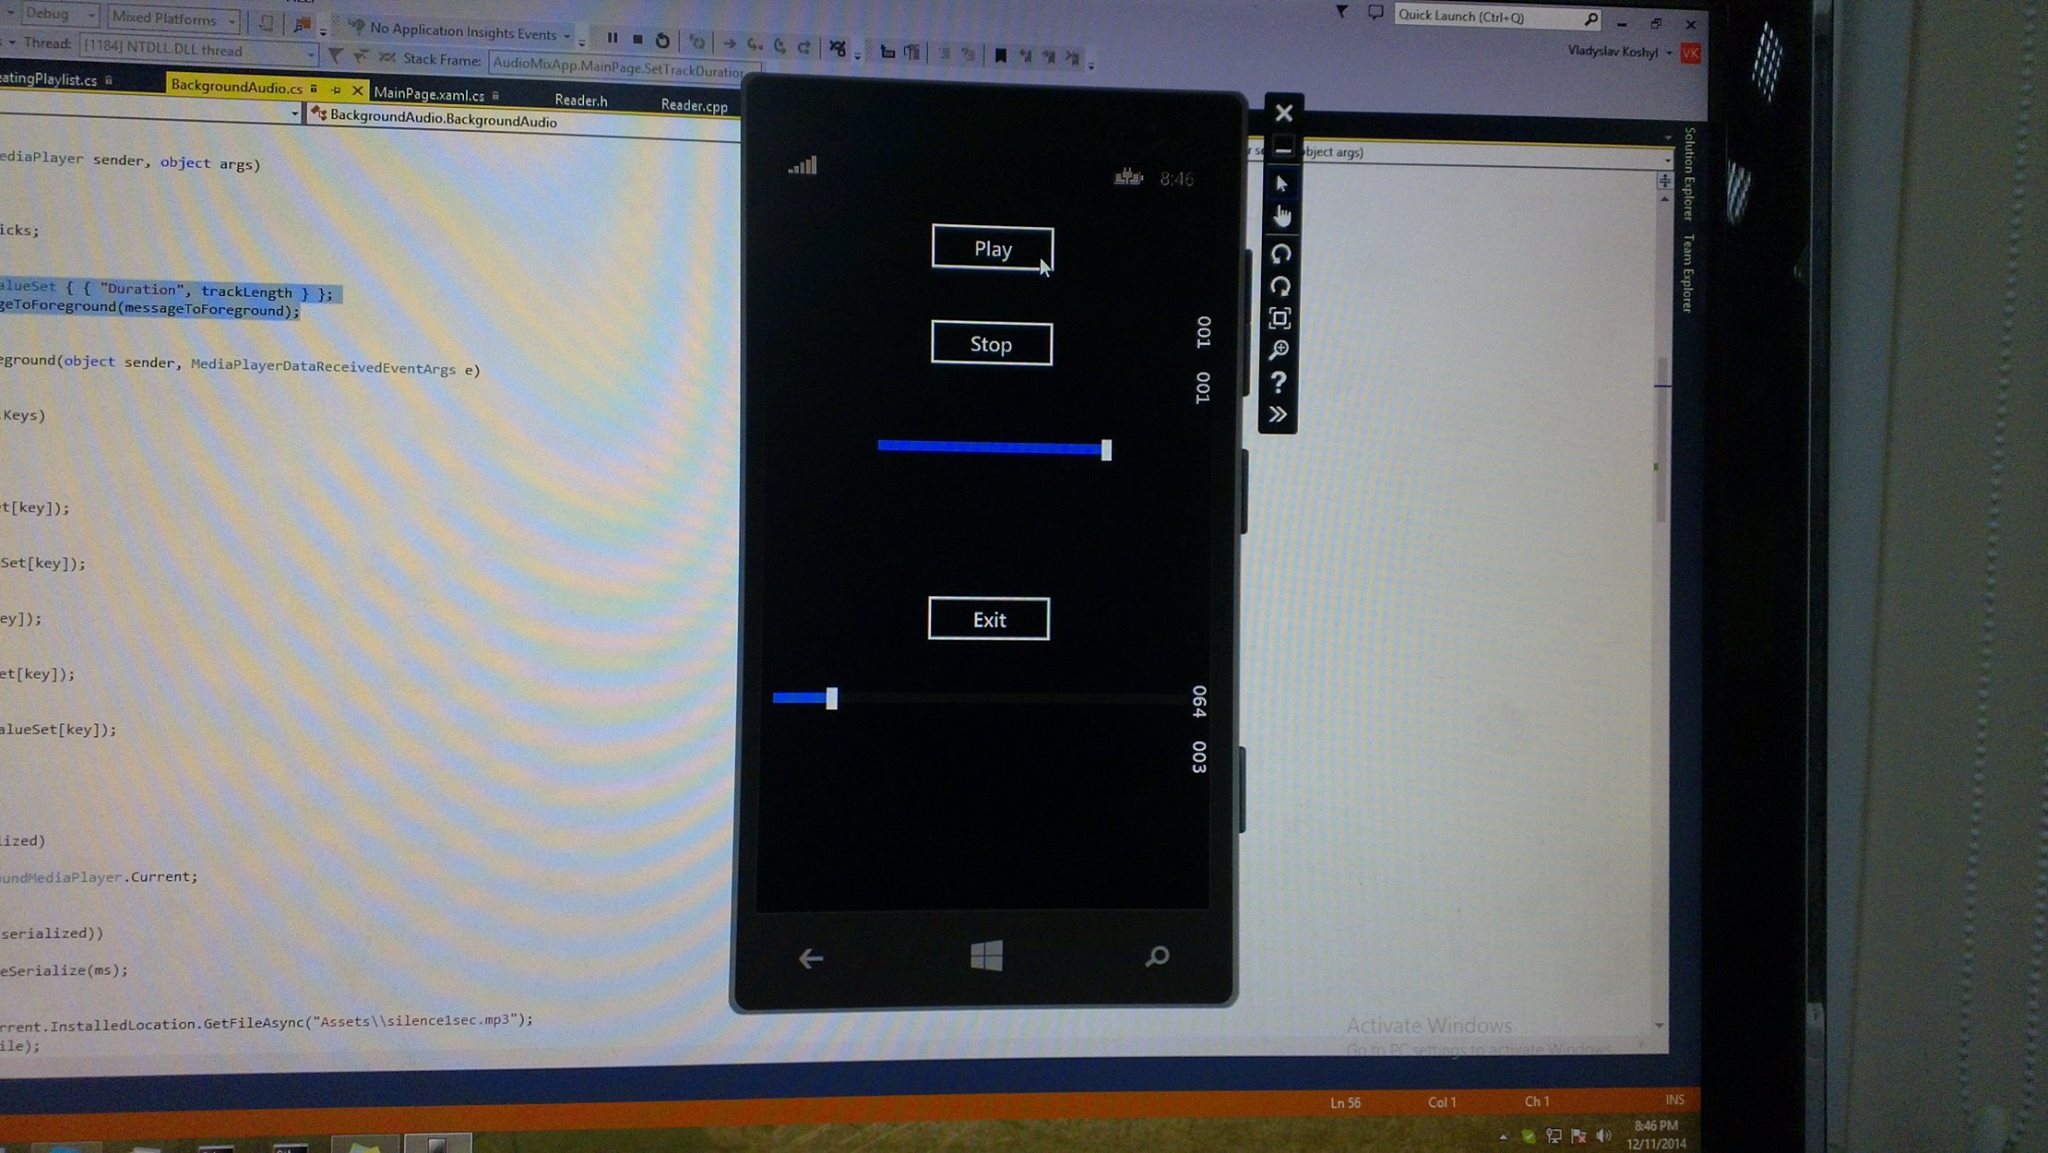 Debug
Mixed Platforms
No Application Insights Events
Quick Launch (Ctrl+Q)
Thread:
[1184] NTDLL.DLL thread
Stack Frame:
AudioMixApp.MainPage.SetTrackDuration
Vladyslav Koshyl
VK
eatingPlaylist.cs
BackgroundAudio.cs
MainPage.xaml.cs
Reader.h
Reader.cpp
BackgroundAudio.BackgroundAudio
object args)
Solution Explorer
Team Explorer
ediaPlayer sender, object args)
icks;
alueSet { { "Duration", trackLength } };
geToForeground(messageToForeground);
eground(object sender, MediaPlayerDataReceivedEventArgs e)
Keys)
t[key]);
Set[key]);
ey]);
et[key]);
alueSet[key]);
ized)
undMediaPlayer.Current;
serialized))
eSerialize(ms);
rrent.InstalledLocation.GetFileAsync("Assets\\silence1sec.mp3");
ile);
8:46
Play
Stop
Exit
001 001
064 003
?
Activate Windows
Go to PC settings to activate Windows.
Ln 56
Col 1
Ch 1
INS
8:46 PM
12/11/2014